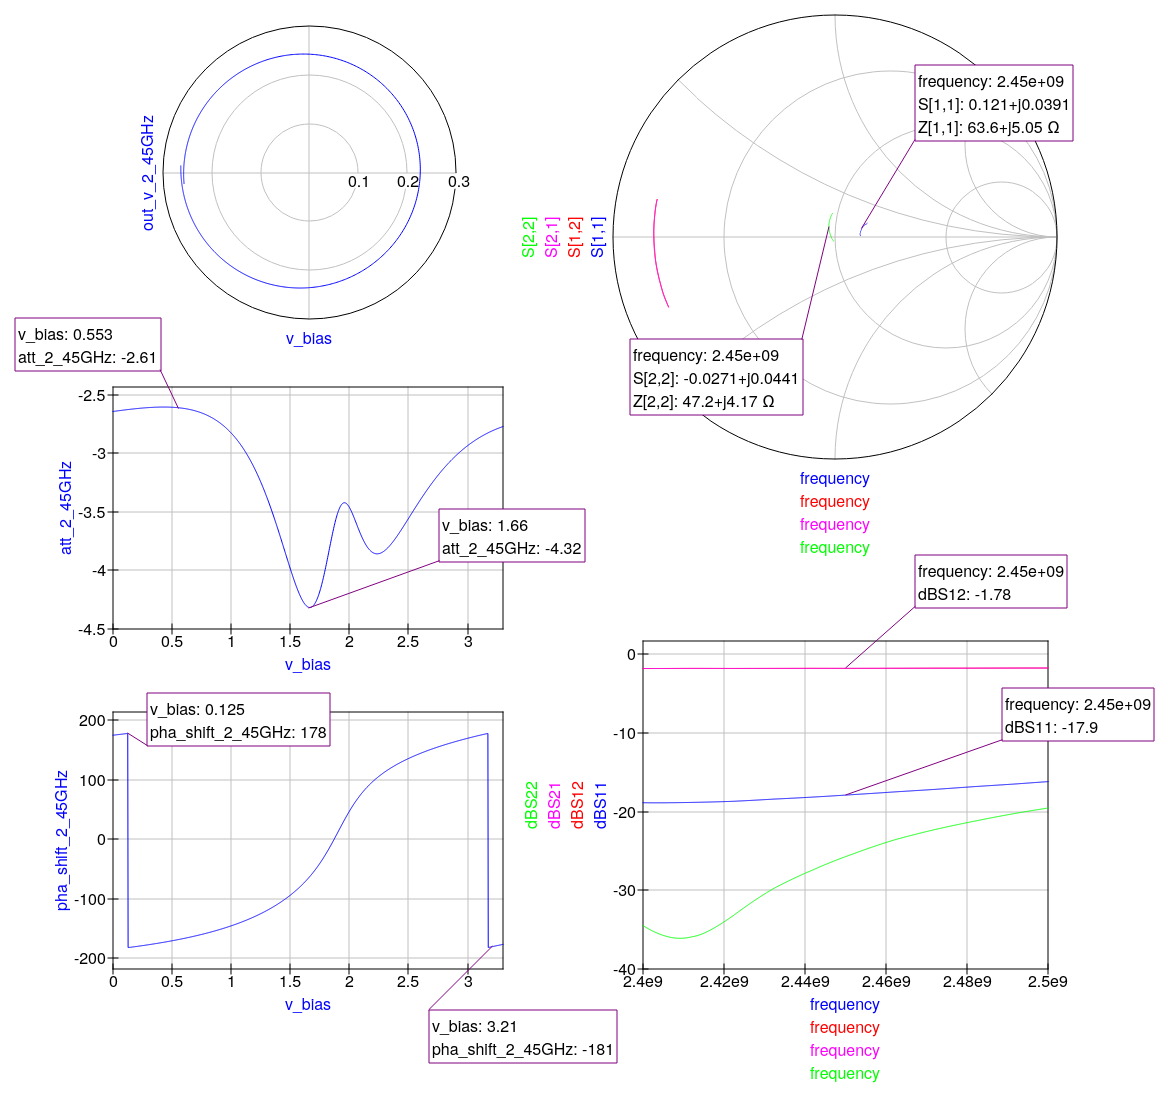 out_v_2_45GHz
0.1
0.2
0.3
v_bias
frequency: 2.45e+09
S[1,1]: 0.121+j0.0391
Z[1,1]: 63.6+j5.05 Ω
S[2,2]
S[2,1]
S[1,2]
S[1,1]
frequency: 2.45e+09
S[2,2]: -0.0271+j0.0441
Z[2,2]: 47.2+j4.17 Ω
frequency
frequency
frequency
frequency
v_bias: 0.553
att_2_45GHz: -2.61
att_2_45GHz
-2.5
-3
-3.5
-4
-4.5
v_bias: 1.66
att_2_45GHz: -4.32
0
0.5
1
1.5
2
2.5
3
v_bias
v_bias: 0.125
pha_shift_2_45GHz: 178
pha_shift_2_45GHz
200
100
0
-100
-200
0
0.5
1
1.5
2
2.5
3
v_bias
v_bias: 3.21
pha_shift_2_45GHz: -181
frequency: 2.45e+09
dBS12: -1.78
frequency: 2.45e+09
dBS11: -17.9
dBS22
dBS21
dBS12
dBS11
0
-10
-20
-30
-40
2.4e9
2.42e9
2.44e9
2.46e9
2.48e9
2.5e9
frequency
frequency
frequency
frequency